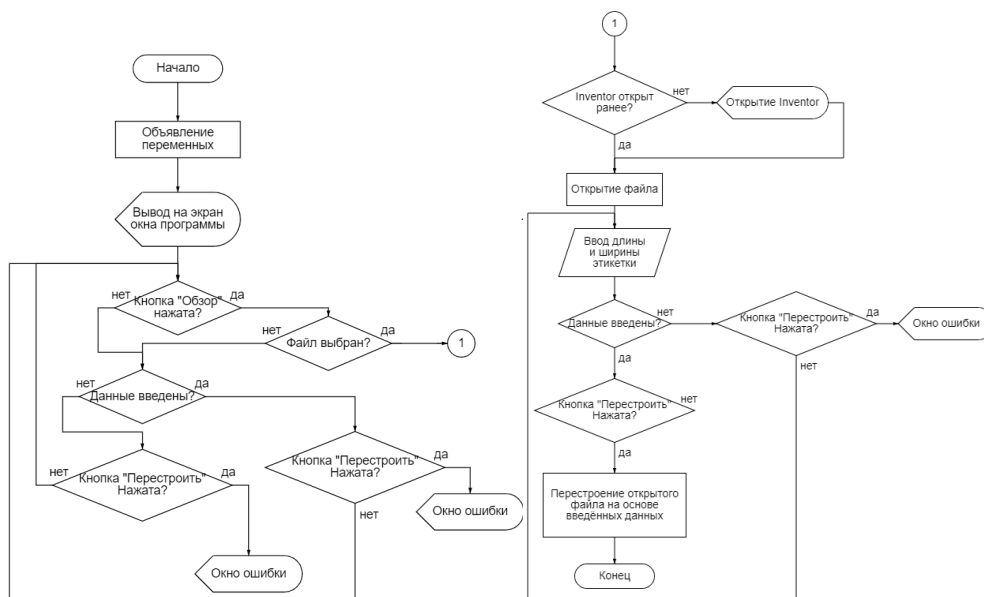 Начало
Объявление
переменных
Вывод на экран
окна программы
нет
Кнопка "Обзор"
нажата?
да
нет
Файл выбран?
да
1
нет
Данные введены?
да
нет
Кнопка "Перестроить"
Нажата?
да
Кнопка "Перестроить"
Нажата?
да
нет
Окно ошибки
Окно ошибки
1
Inventor открыт
ранее?
нет
Открытие Inventor
да
Открытие файла
Ввод длины
и ширины
этикетки
Данные введены?
нет
Кнопка "Перестроить"
Нажата?
да
Окно ошибки
да
нет
Кнопка "Перестроить"
Нажата?
нет
да
Перестроение открытого
файла на основе
введённых данных
Конец